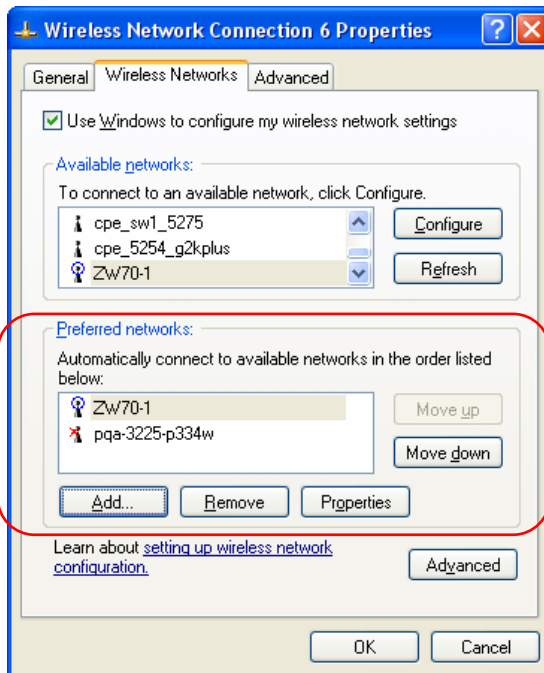 Wireless Network Connection 6 Properties
General Wireless Networks Advanced
Use Windows to configure my wireless network settings
Available networks:
To connect to an available network, click Configure.
cpe_sw1_5275
cpe_5254_g2kplus
ZW70-1
Configure
Refresh
Preferred networks:
Automatically connect to available networks in the order listed
below:
ZW70-1
pqa-3225-p334w
Move up
Move down
Add... Remove Properties
Learn about setting up wireless network
configuration.
Advanced
OK Cancel